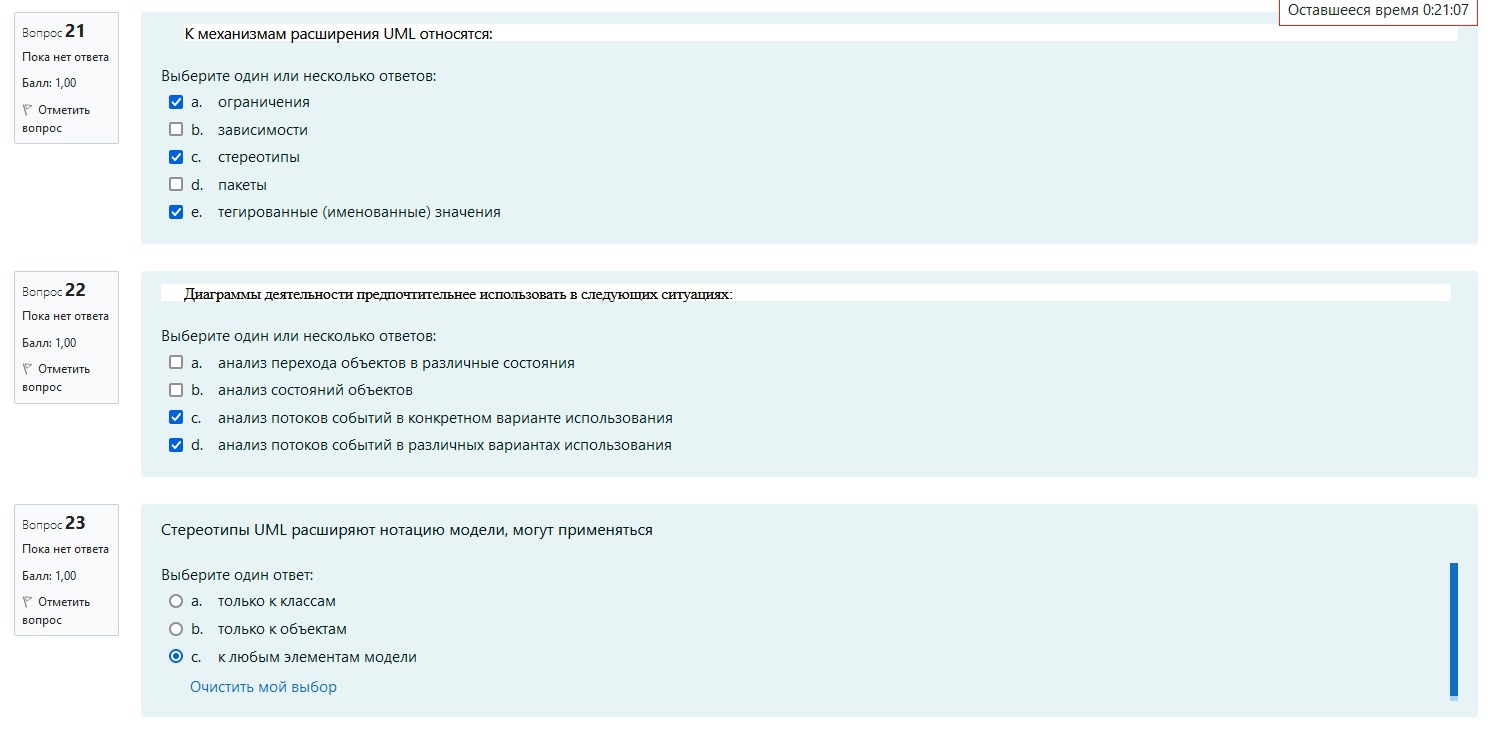 Оставшееся время 0:21:07
Вопрос 21
Пока нет ответа
Балл: 1,00
Отметить
вопрос
К механизмам расширения UML относятся:
Выберите один или несколько ответов:
a. ограничения
b. зависимости
c. стереотипы
d. пакеты
e. тегированные (именованные) значения
Вопрос 22
Пока нет ответа
Балл: 1,00
Отметить
вопрос
Диаграммы деятельности предпочтительнее использовать в следующих ситуациях:
Выберите один или несколько ответов:
a. анализ перехода объектов в различные состояния
b. анализ состояний объектов
c. анализ потоков событий в конкретном варианте использования
d. анализ потоков событий в различных вариантах использования
Вопрос 23
Пока нет ответа
Балл: 1,00
Отметить
вопрос
Стереотипы UML расширяют нотацию модели, могут применяться
Выберите один ответ:
a. только к классам
b. только к объектам
c. к любым элементам модели
Очистить мой выбор